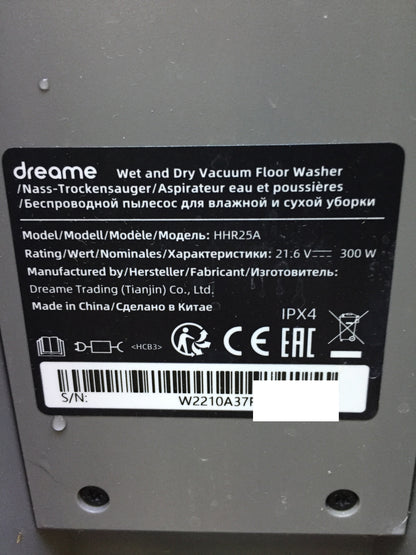 dreame Wet and Dry Vacuum Floor Washer
/Nass-Trockensauger/Aspirateur eau et poussières
/Беспроводной пылесос для влажной и сухой уборки
Model/Modell/Modèle/Модель: HHR25A
Rating/Wert/Nominales/Характеристики: 21.6 V⎓ 300 W
Manufactured by/Hersteller/Fabricant/Изготовитель:
Dreame Trading (Tianjin) Co., Ltd.
Made in China/Сделано в Китае
IPX4
<HCB3> CE EAC
S/N: W2210A37